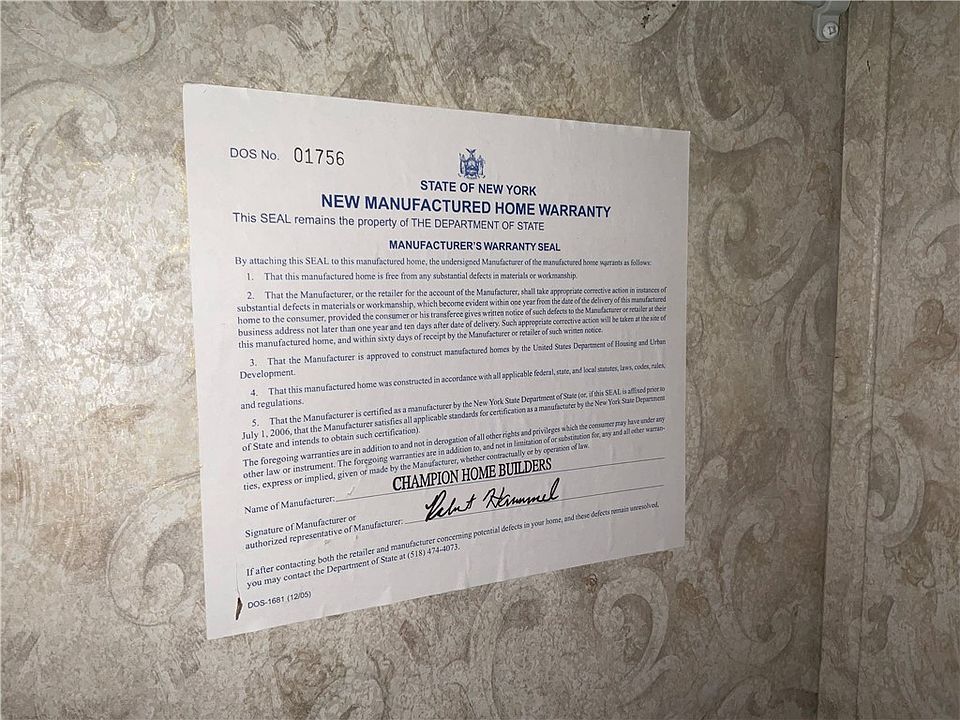 DOS No. 01756
STATE OF NEW YORK
NEW MANUFACTURED HOME WARRANTY
This SEAL remains the property of THE DEPARTMENT OF STATE
MANUFACTURER'S WARRANTY SEAL
By attaching this SEAL to this manufactured home, the undersigned Manufacturer of the manufactured home warrants as follows:
1. That this manufactured home is free from any substantial defects in materials or workmanship.
2. That the Manufacturer, or the retailer for the account of the Manufacturer, shall take appropriate corrective action in instances of
substantial defects in materials or workmanship, which become evident within one year from the date of the delivery of this manufactured
home to the consumer, provided the consumer or his transferee gives written notice of such defects to the Manufacturer or retailer at their
business address not later than one year and ten days after date of delivery. Such appropriate corrective action will be taken at the site of
this manufactured home, and within sixty days of receipt by the Manufacturer or retailer of such written notice.
3. That the Manufacturer is approved to construct manufactured homes by the United States Department of Housing and Urban
Development.
4. That this manufactured home was constructed in accordance with all applicable federal, state, and local statutes, laws, codes, rules,
and regulations.
5. That the Manufacturer is certified as a manufacturer by the New York State Department of State (or, if this SEAL is affixed prior to
July 1, 2006, that the Manufacturer satisfies all applicable standards for certification as a manufacturer by the New York State Department
of State and intends to obtain such certification).
The foregoing warranties are in addition to and not in derogation of all other rights and privileges which the consumer may have under any
other law or instrument. The foregoing warranties are in addition to, and not in limitation of or substitution for, any and all other warran-
ties, express or implied, given or made by the Manufacturer, whether contractually or by operation of law.
Name of Manufacturer: CHAMPION HOME BUILDERS
Signature of Manufacturer or
authorized representative of Manufacturer:
If after contacting both the retailer and manufacturer concerning potential defects in your home, and these defects remain unresolved,
you may contact the Department of State at (518) 474-4073.
DOS-1681 (12/05)